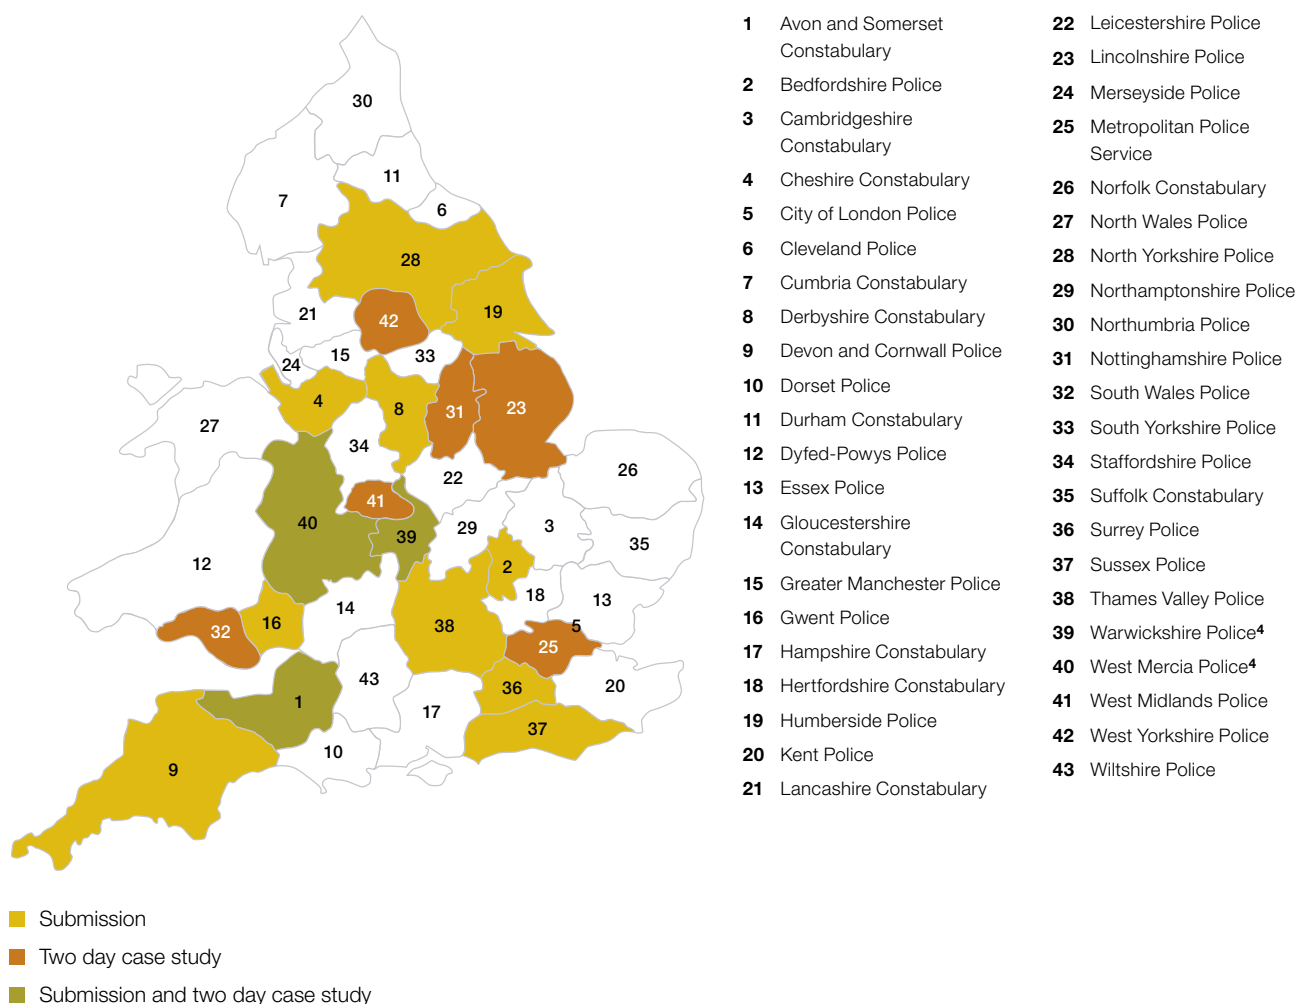 30
11
7
6
28
21
42
19
15
33
24
4
8
31
23
27
34
22
26
41
40
39
29
3
35
12
2
18
13
14
16
5
32
38
25
43
36
20
1
17
37
10
9
1 Avon and Somerset
Constabulary
2 Bedfordshire Police
3 Cambridgeshire
Constabulary
4 Cheshire Constabulary
5 City of London Police
6 Cleveland Police
7 Cumbria Constabulary
8 Derbyshire Constabulary
9 Devon and Cornwall Police
10 Dorset Police
11 Durham Constabulary
12 Dyfed-Powys Police
13 Essex Police
14 Gloucestershire
Constabulary
15 Greater Manchester Police
16 Gwent Police
17 Hampshire Constabulary
18 Hertfordshire Constabulary
19 Humberside Police
20 Kent Police
21 Lancashire Constabulary
22 Leicestershire Police
23 Lincolnshire Police
24 Merseyside Police
25 Metropolitan Police
Service
26 Norfolk Constabulary
27 North Wales Police
28 North Yorkshire Police
29 Northamptonshire Police
30 Northumbria Police
31 Nottinghamshire Police
32 South Wales Police
33 South Yorkshire Police
34 Staffordshire Police
35 Suffolk Constabulary
36 Surrey Police
37 Sussex Police
38 Thames Valley Police
39 Warwickshire Police⁴
40 West Mercia Police⁴
41 West Midlands Police
42 West Yorkshire Police
43 Wiltshire Police
Submission
Two day case study
Submission and two day case study